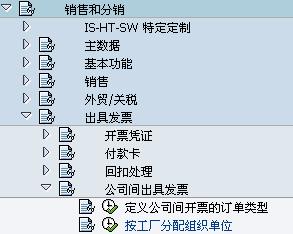 销售和分销
IS-HT-SW 特定定制
主数据
基本功能
销售
外贸/关税
出具发票
开票凭证
付款卡
回扣处理
公司间出具发票
定义公司间开票的订单类型
按工厂分配组织单位